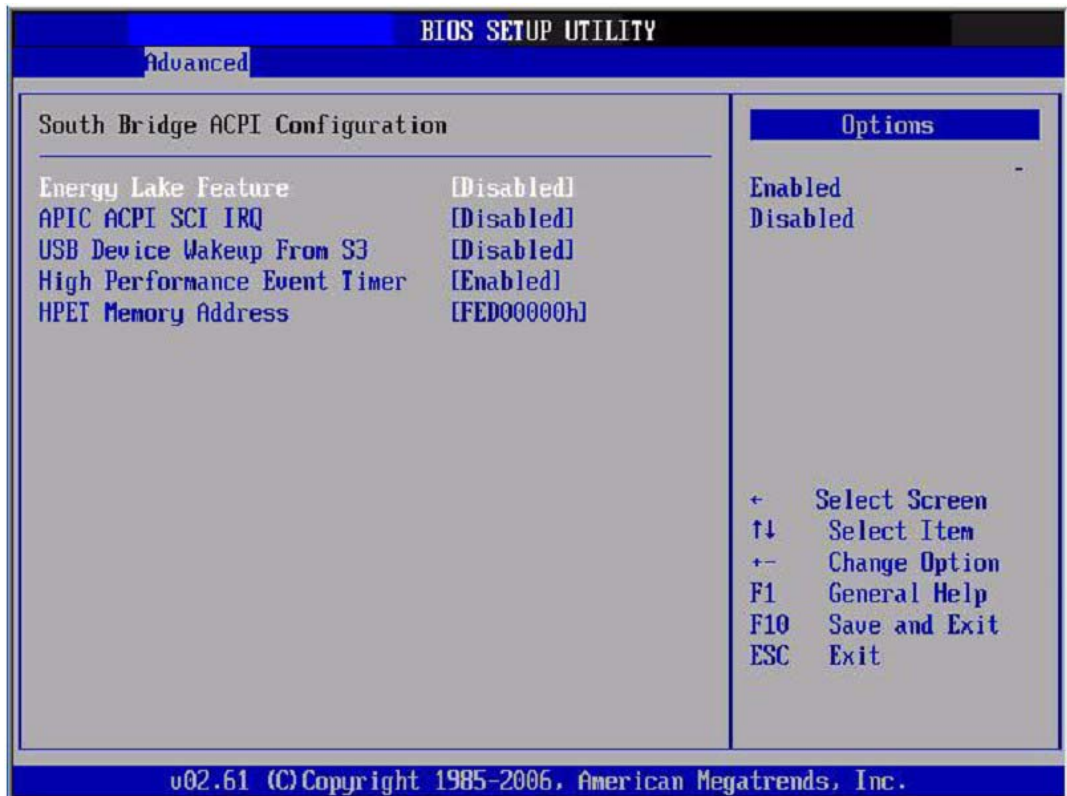 BIOS SETUP UTILITY
Advanced
South Bridge ACPI Configuration
Energy Lake Feature [Disabled]
APIC ACPI SCI IRQ [Disabled]
USB Device Wakeup From S3 [Disabled]
High Performance Event Timer [Enabled]
HPET Memory Address [FED00000h]
Options
Enabled
Disabled
← Select Screen
↑↓ Select Item
+- Change Option
F1 General Help
F10 Save and Exit
ESC Exit
v02.61 (C)Copyright 1985-2006, American Megatrends, Inc.